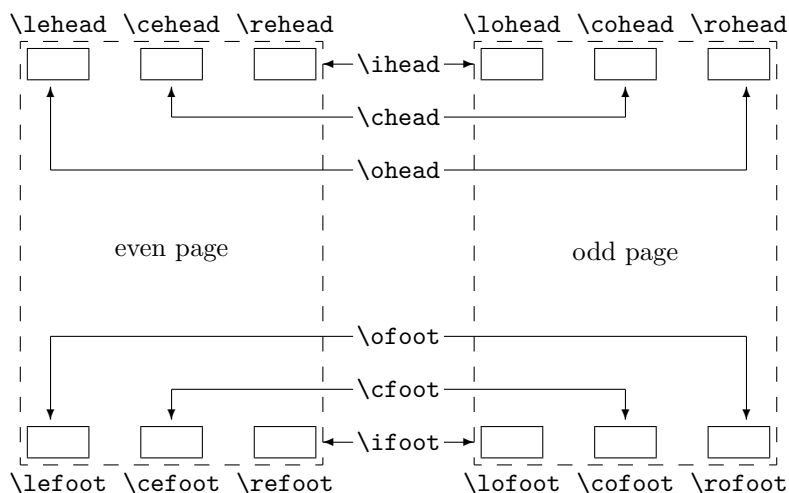 \lehead \cehead \rehead \lohead \cohead \rohead
\ihead
\chead
\ohead
even page odd page
\ofoot
\cfoot
\ifoot
\lefoot \cefoot \refoot \lofoot \cofoot \rofoot